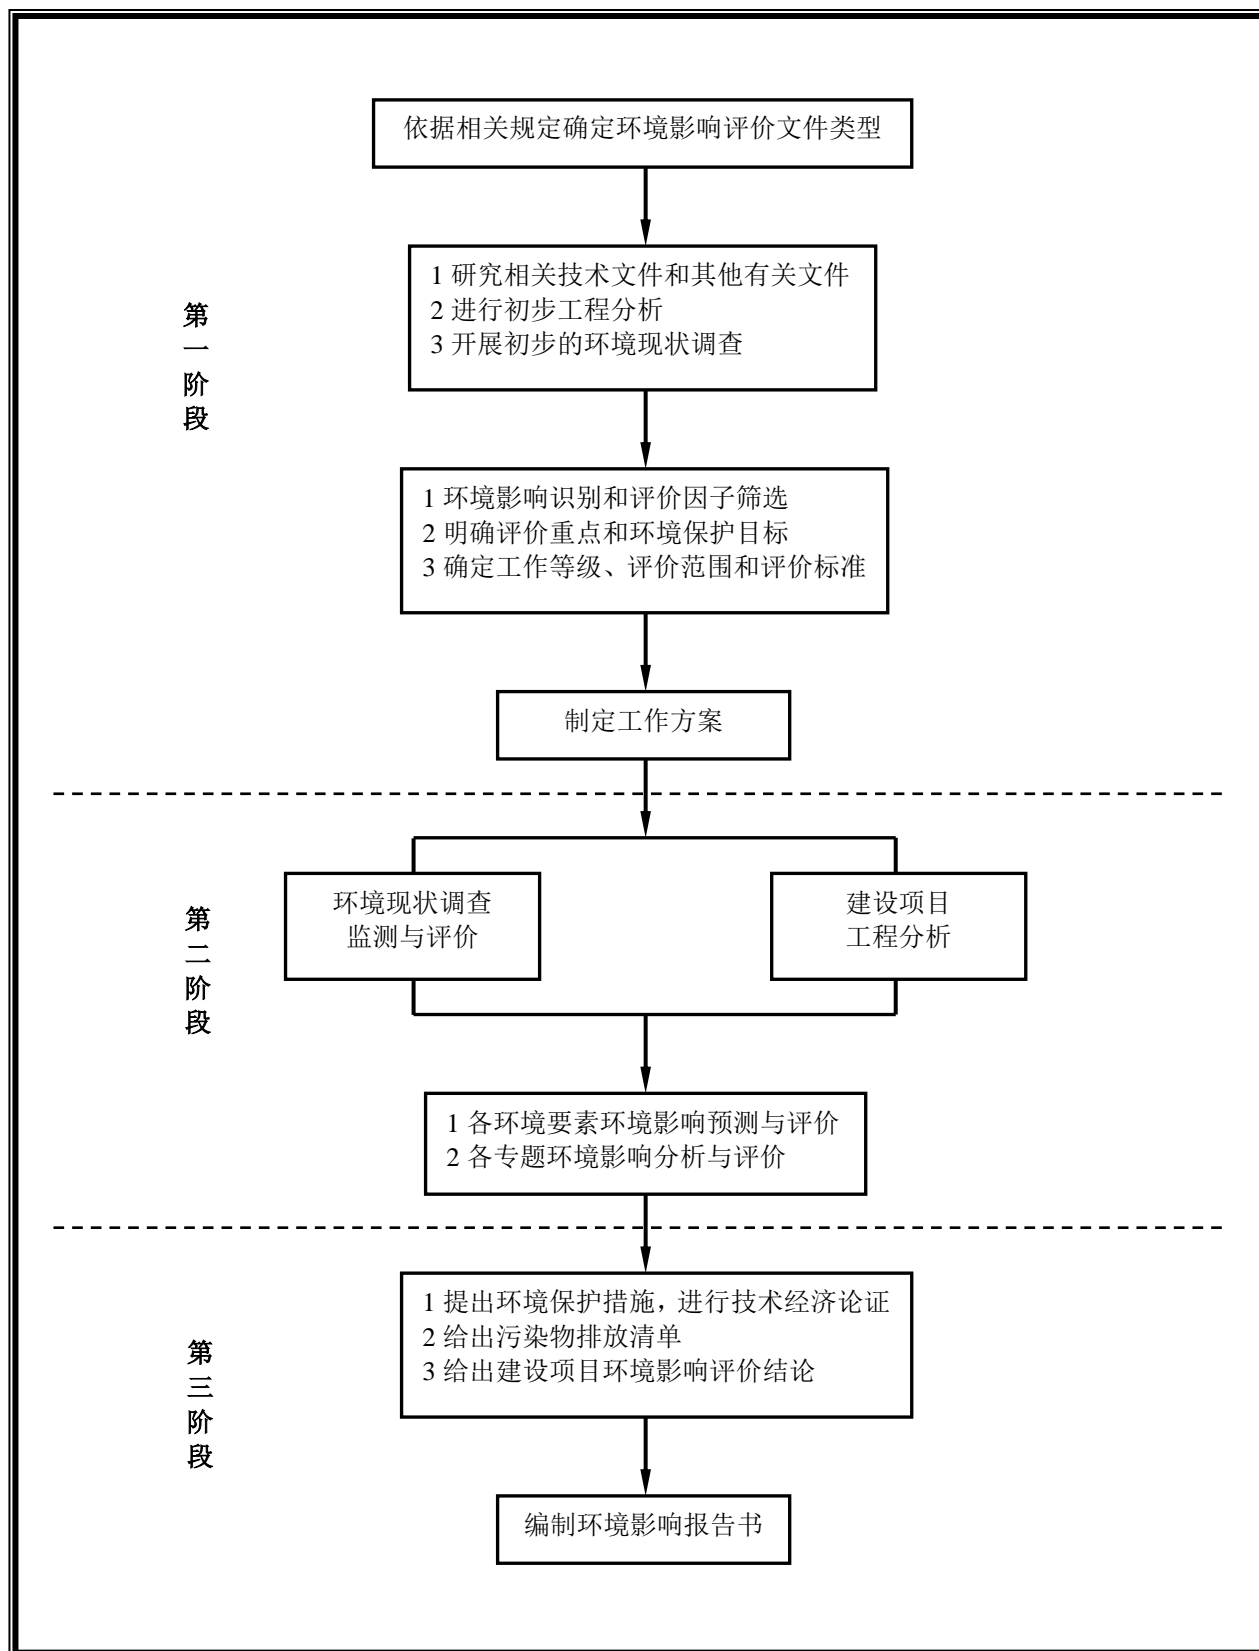 依据相关规定确定环境影响评价文件类型
1 研究相关技术文件和其他有关文件
2 进行初步工程分析
3 开展初步的环境现状调查
第一阶段
1 环境影响识别和评价因子筛选
2 明确评价重点和环境保护目标
3 确定工作等级、评价范围和评价标准
制定工作方案
环境现状调查
监测与评价
建设项目
工程分析
第二阶段
1 各环境要素环境影响预测与评价
2 各专题环境影响分析与评价
1 提出环境保护措施，进行技术经济论证
2 给出污染物排放清单
3 给出建设项目环境影响评价结论
第三阶段
编制环境影响报告书